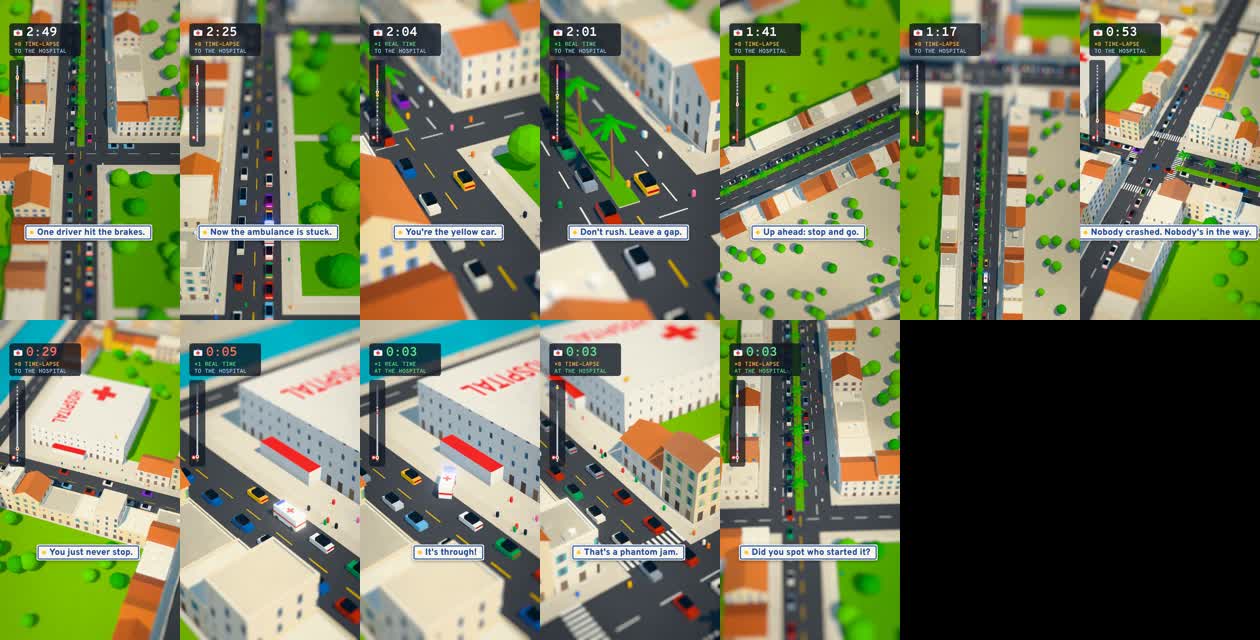 2:49
×8 TIME-LAPSE
TO THE HOSPITAL
One driver hit the brakes.
2:25
×8 TIME-LAPSE
TO THE HOSPITAL
Now the ambulance is stuck.
2:04
×1 REAL TIME
TO THE HOSPITAL
You're the yellow car.
2:01
×1 REAL TIME
TO THE HOSPITAL
Don't rush. Leave a gap.
1:41
×8 TIME-LAPSE
TO THE HOSPITAL
Up ahead: stop and go.
1:17
×8 TIME-LAPSE
TO THE HOSPITAL
0:53
×8 TIME-LAPSE
TO THE HOSPITAL
Nobody crashed. Nobody's in the way.
0:29
×8 TIME-LAPSE
TO THE HOSPITAL
HOSPITAL
You just never stop.
0:05
×1 REAL TIME
TO THE HOSPITAL
HOSPITAL
0:03
×1 REAL TIME
AT THE HOSPITAL
HOSPITAL
It's through!
0:03
×8 TIME-LAPSE
AT THE HOSPITAL
HOSPITAL
That's a phantom jam.
0:03
×8 TIME-LAPSE
AT THE HOSPITAL
Did you spot who started it?